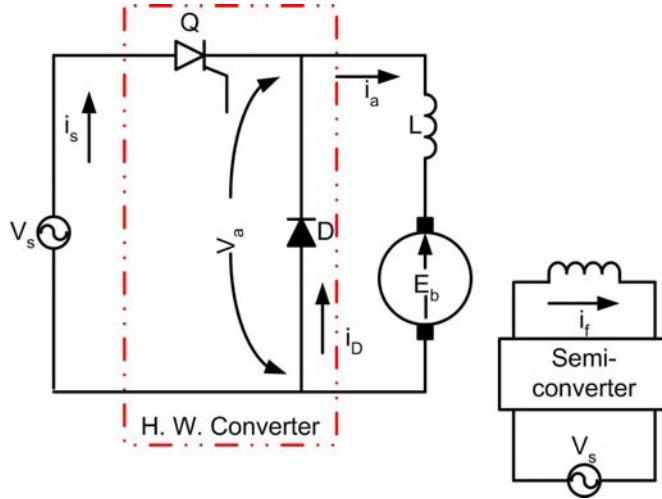 Q
i_s
i_a
L
V_s
V_a
D
E_b
i_D
i_f
Semi-
converter
H. W. Converter
V_s